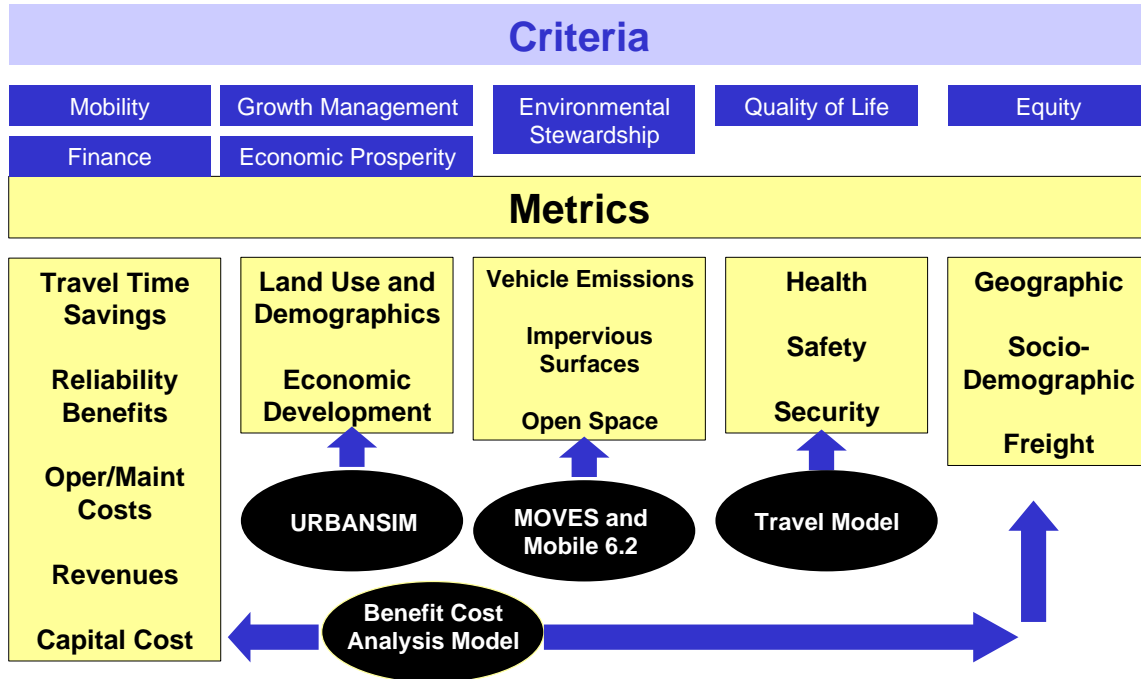 Criteria
Mobility
Growth Management
Environmental
Stewardship
Quality of Life
Equity
Finance
Economic Prosperity
Metrics
Travel Time
Savings
Reliability
Benefits
Oper/Maint
Costs
Revenues
Capital Cost
Land Use and
Demographics
Economic
Development
Vehicle Emissions
Impervious
Surfaces
Open Space
Health
Safety
Security
Geographic
Socio-
Demographic
Freight
URBANSIM
MOVES and
Mobile 6.2
Travel Model
Benefit Cost
Analysis Model